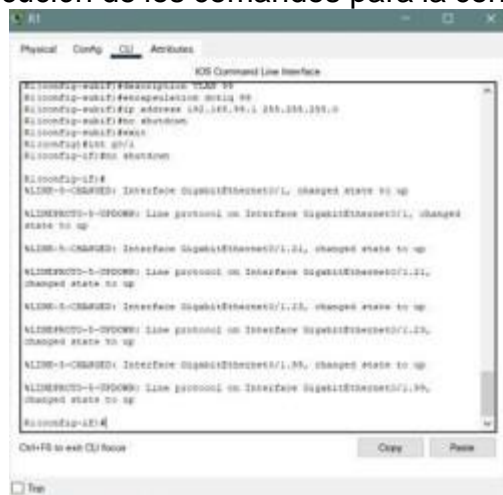 ución de los comandos para la con
R1
Physical Config CLI Attributes
IOS Command Line Interface
R1(config-subif)#description VLAN 99
R1(config-subif)#encapsulation dot1q 99
R1(config-subif)#ip address 192.168.99.1 255.255.255.0
R1(config-subif)#no shutdown
R1(config-subif)#exit
R1(config)#int g0/1
R1(config-if)#no shutdown
R1(config-if)#
%LINK-5-CHANGED: Interface GigabitEthernet0/1, changed state to up
%LINEPROTO-5-UPDOWN: Line protocol on Interface GigabitEthernet0/1, changed
state to up
%LINK-5-CHANGED: Interface GigabitEthernet0/1.21, changed state to up
%LINEPROTO-5-UPDOWN: Line protocol on Interface GigabitEthernet0/1.21,
changed state to up
%LINK-5-CHANGED: Interface GigabitEthernet0/1.23, changed state to up
%LINEPROTO-5-UPDOWN: Line protocol on Interface GigabitEthernet0/1.23,
changed state to up
%LINK-5-CHANGED: Interface GigabitEthernet0/1.99, changed state to up
%LINEPROTO-5-UPDOWN: Line protocol on Interface GigabitEthernet0/1.99,
changed state to up
R1(config-if)#
Ctrl+F6 to exit CLI focus
Copy Paste
Top